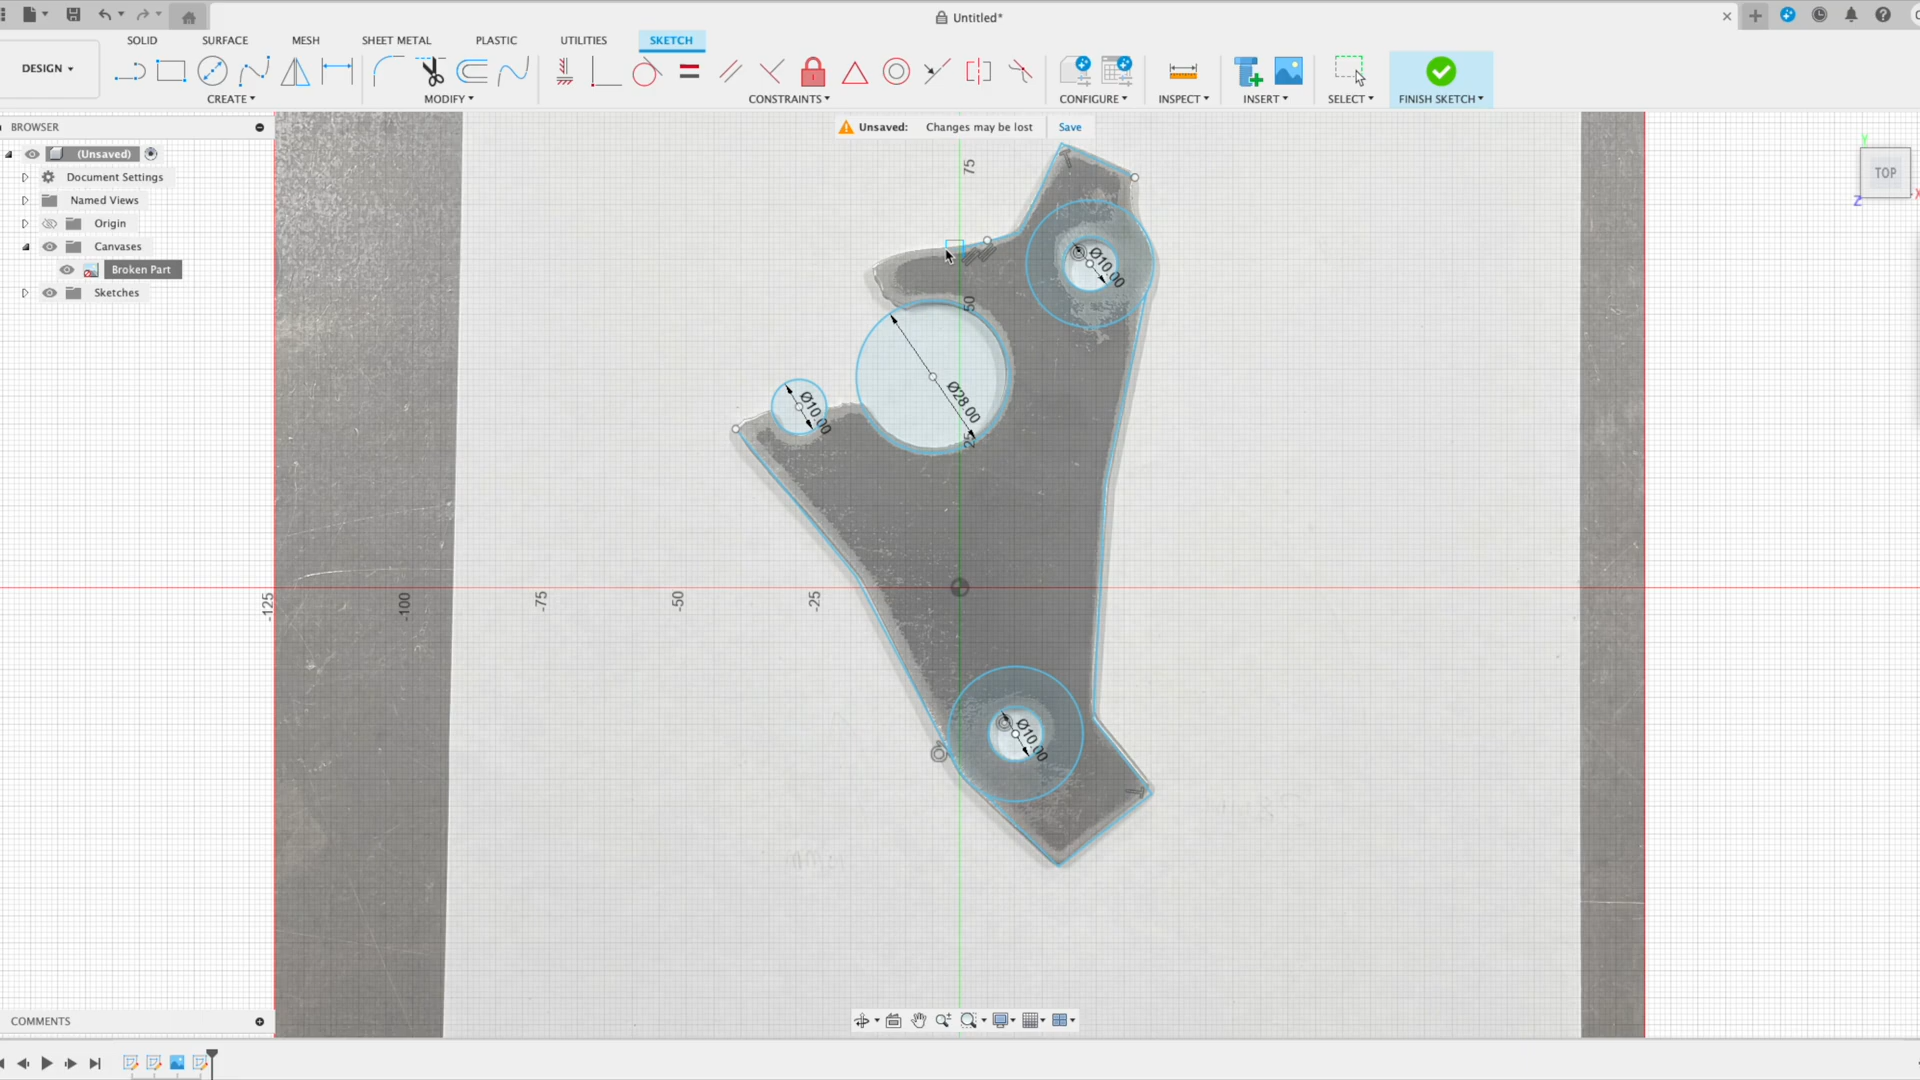 Untitled*
SOLID
SURFACE
MESH
SHEET METAL
PLASTIC
UTILITIES
SKETCH
DESIGN
CREATE
MODIFY
CONSTRAINTS
CONFIGURE
INSPECT
INSERT
SELECT
FINISH SKETCH
BROWSER
Unsaved: Changes may be lost Save
(Unsaved)
Document Settings
Named Views
Origin
Canvases
Broken Part
Sketches
TOP
Y
X
Z
75
50
25
Ø10.00
Ø28.00
Ø10.00
-125
-100
-75
-50
-25
Ø10.00
COMMENTS